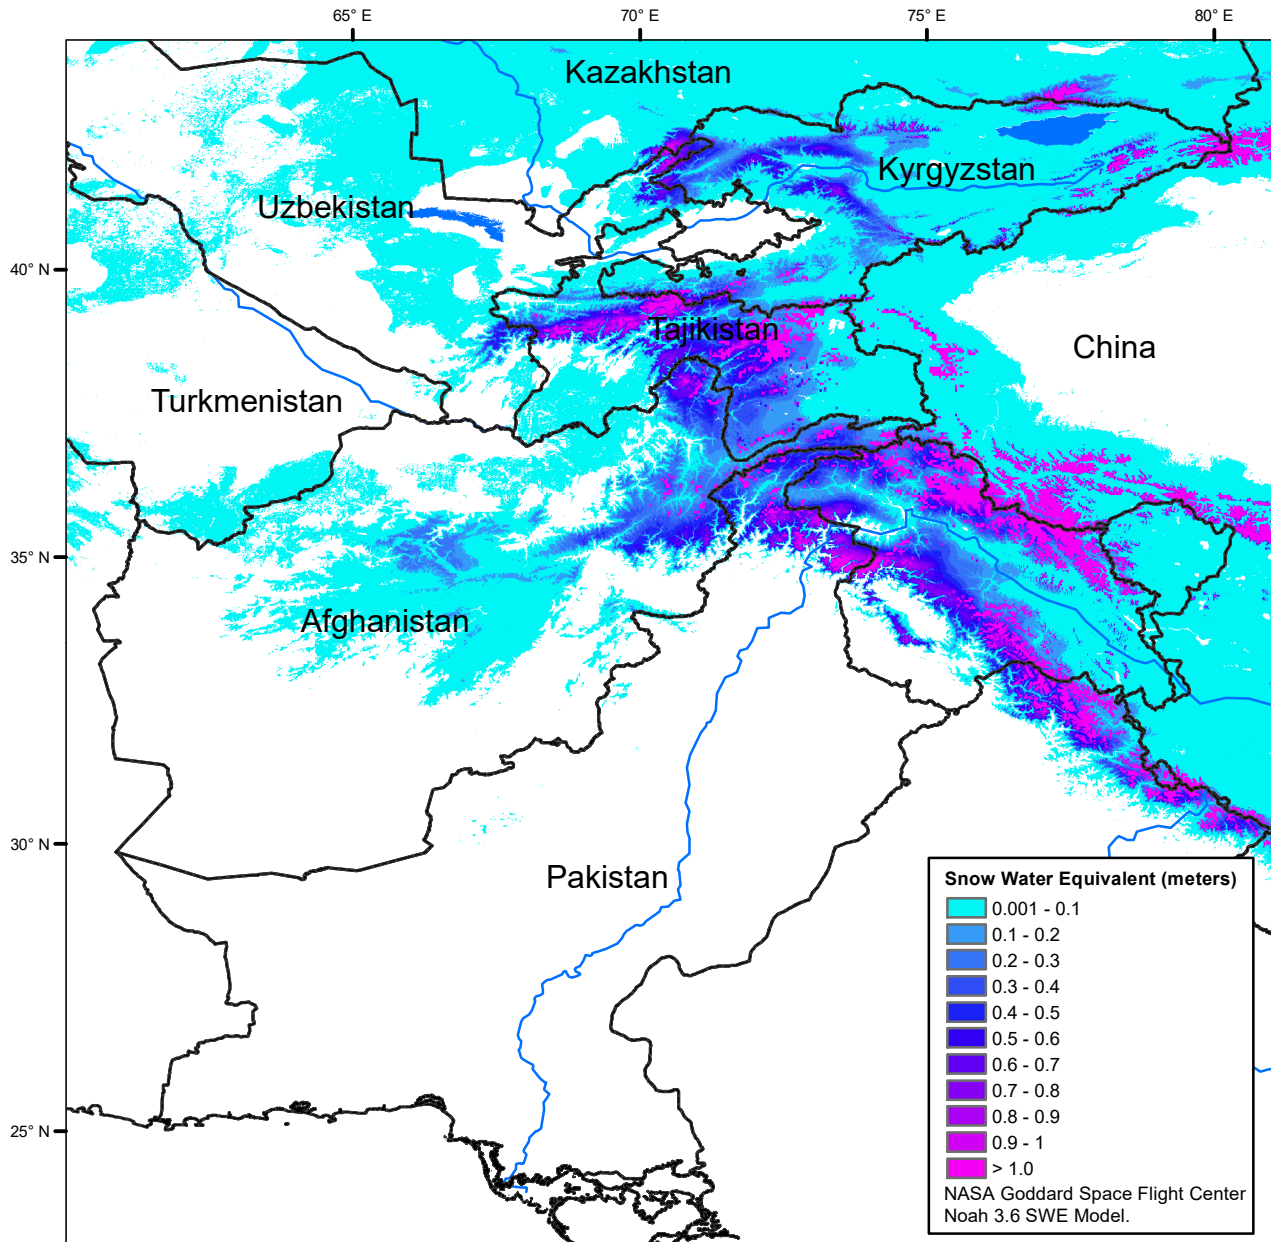 65° E
70° E
75° E
80° E
Kazakhstan
Kyrgyzstan
Uzbekistan
40° N
Tajikistan
China
Turkmenistan
35° N
Afghanistan
30° N
Pakistan
25° N
Snow Water Equivalent (meters)
0.001 - 0.1
0.1 - 0.2
0.2 - 0.3
0.3 - 0.4
0.4 - 0.5
0.5 - 0.6
0.6 - 0.7
0.7 - 0.8
0.8 - 0.9
0.9 - 1
> 1.0
NASA Goddard Space Flight Center
Noah 3.6 SWE Model.